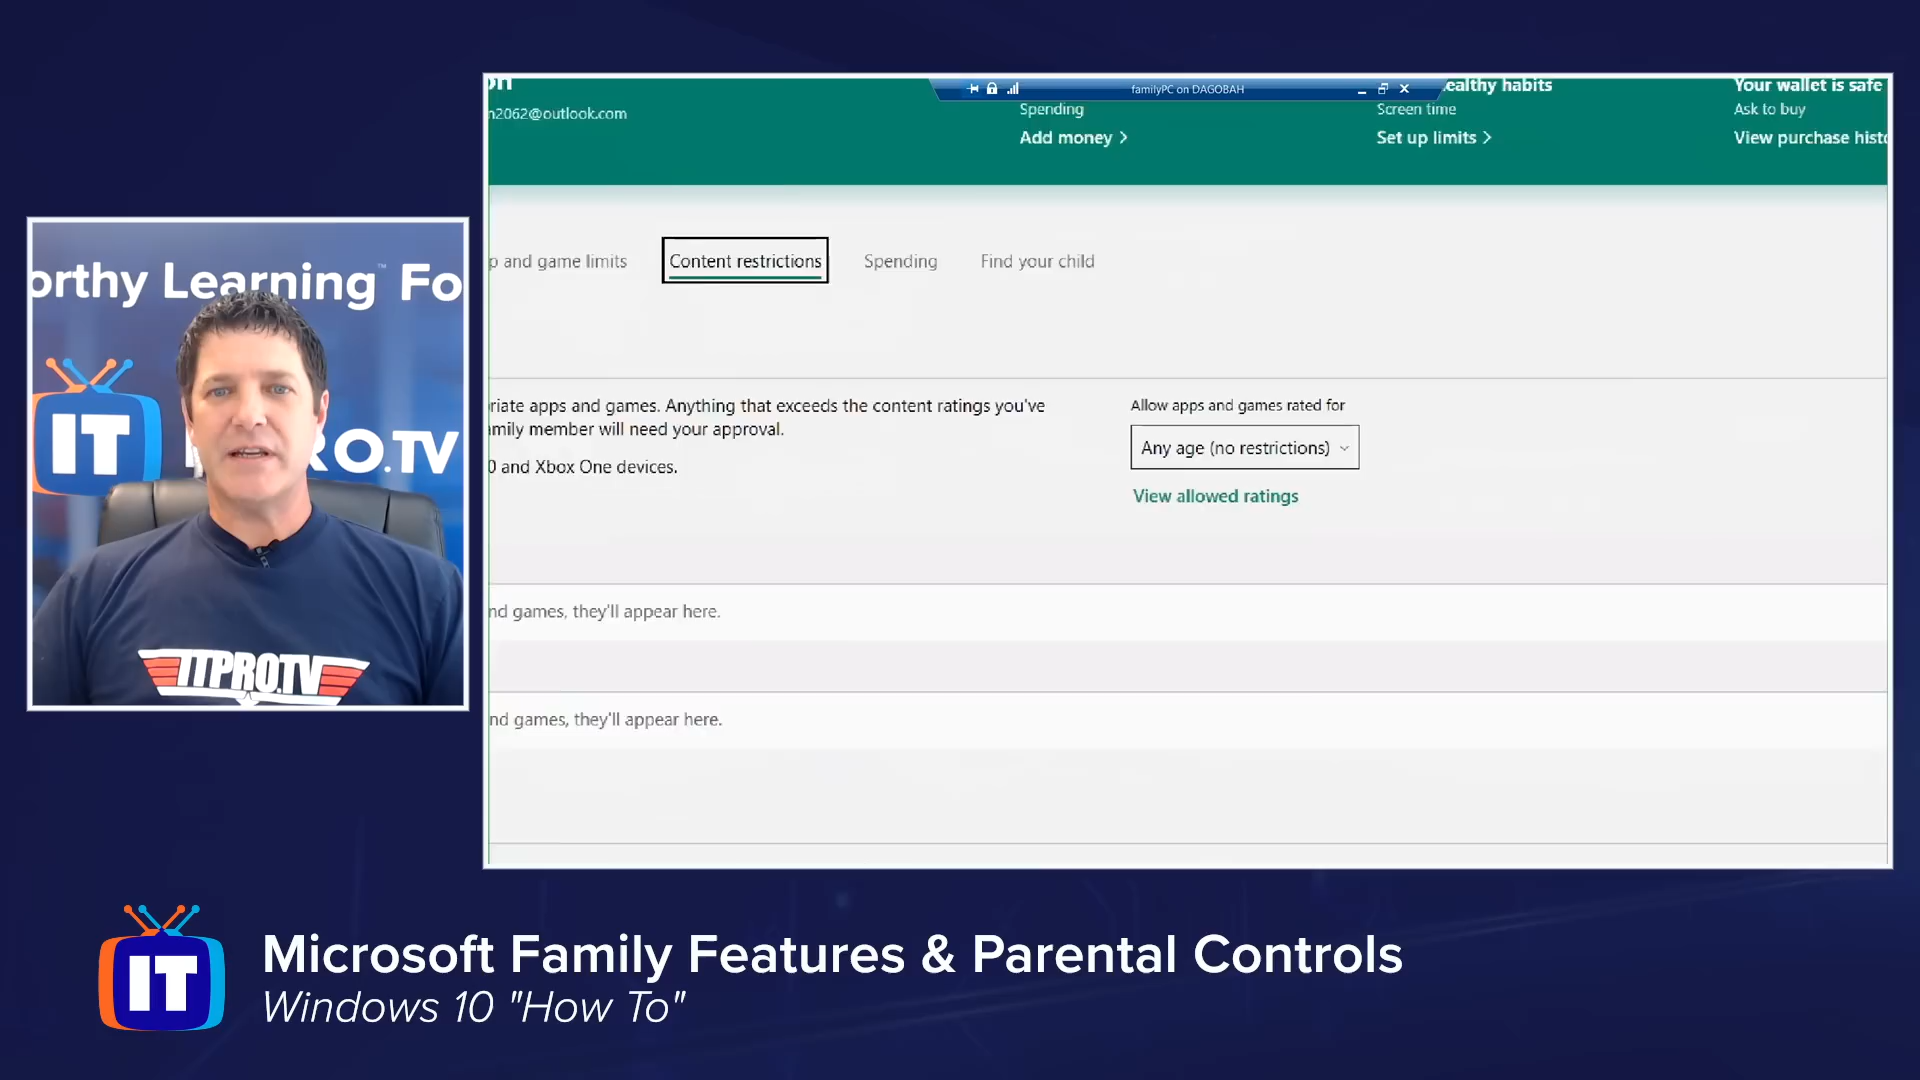 orthy Learning™ Fo
IT
RO.TV
ITPRO.TV
familyPC on DAGOBAH
n2062@outlook.com
Spending
Add money >
ealthy habits
Screen time
Set up limits >
Your wallet is safe
Ask to buy
View purchase histo
p and game limits
Content restrictions
Spending
Find your child
riate apps and games. Anything that exceeds the content ratings you've
mily member will need your approval.
0 and Xbox One devices.
Allow apps and games rated for
Any age (no restrictions)
View allowed ratings
nd games, they'll appear here.
nd games, they'll appear here.
IT
Microsoft Family Features & Parental Controls
Windows 10 "How To"